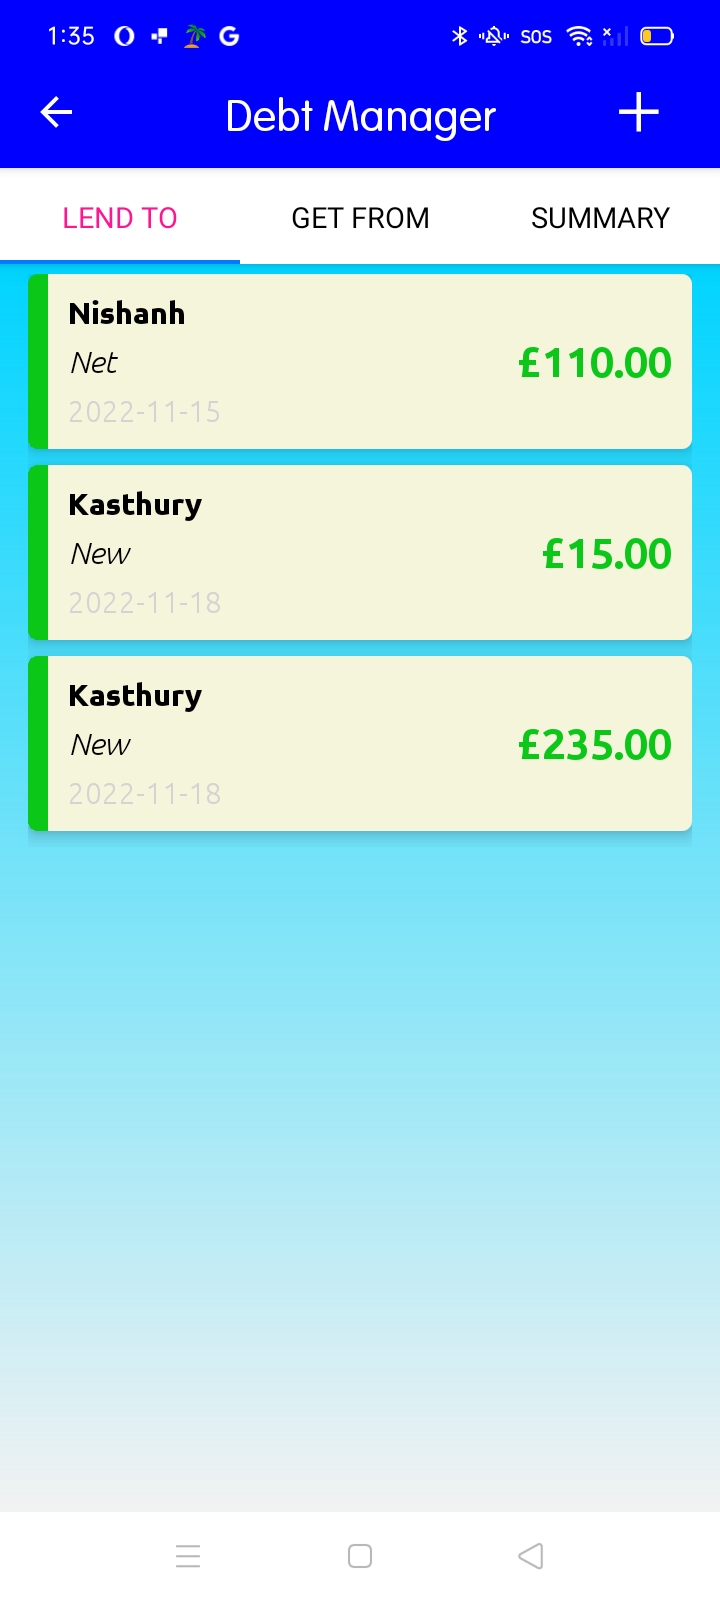 1:35 SOS
Debt Manager
LEND TO GET FROM SUMMARY
Nishanh
Net £110.00
2022-11-15
Kasthury
New £15.00
2022-11-18
Kasthury
New £235.00
2022-11-18